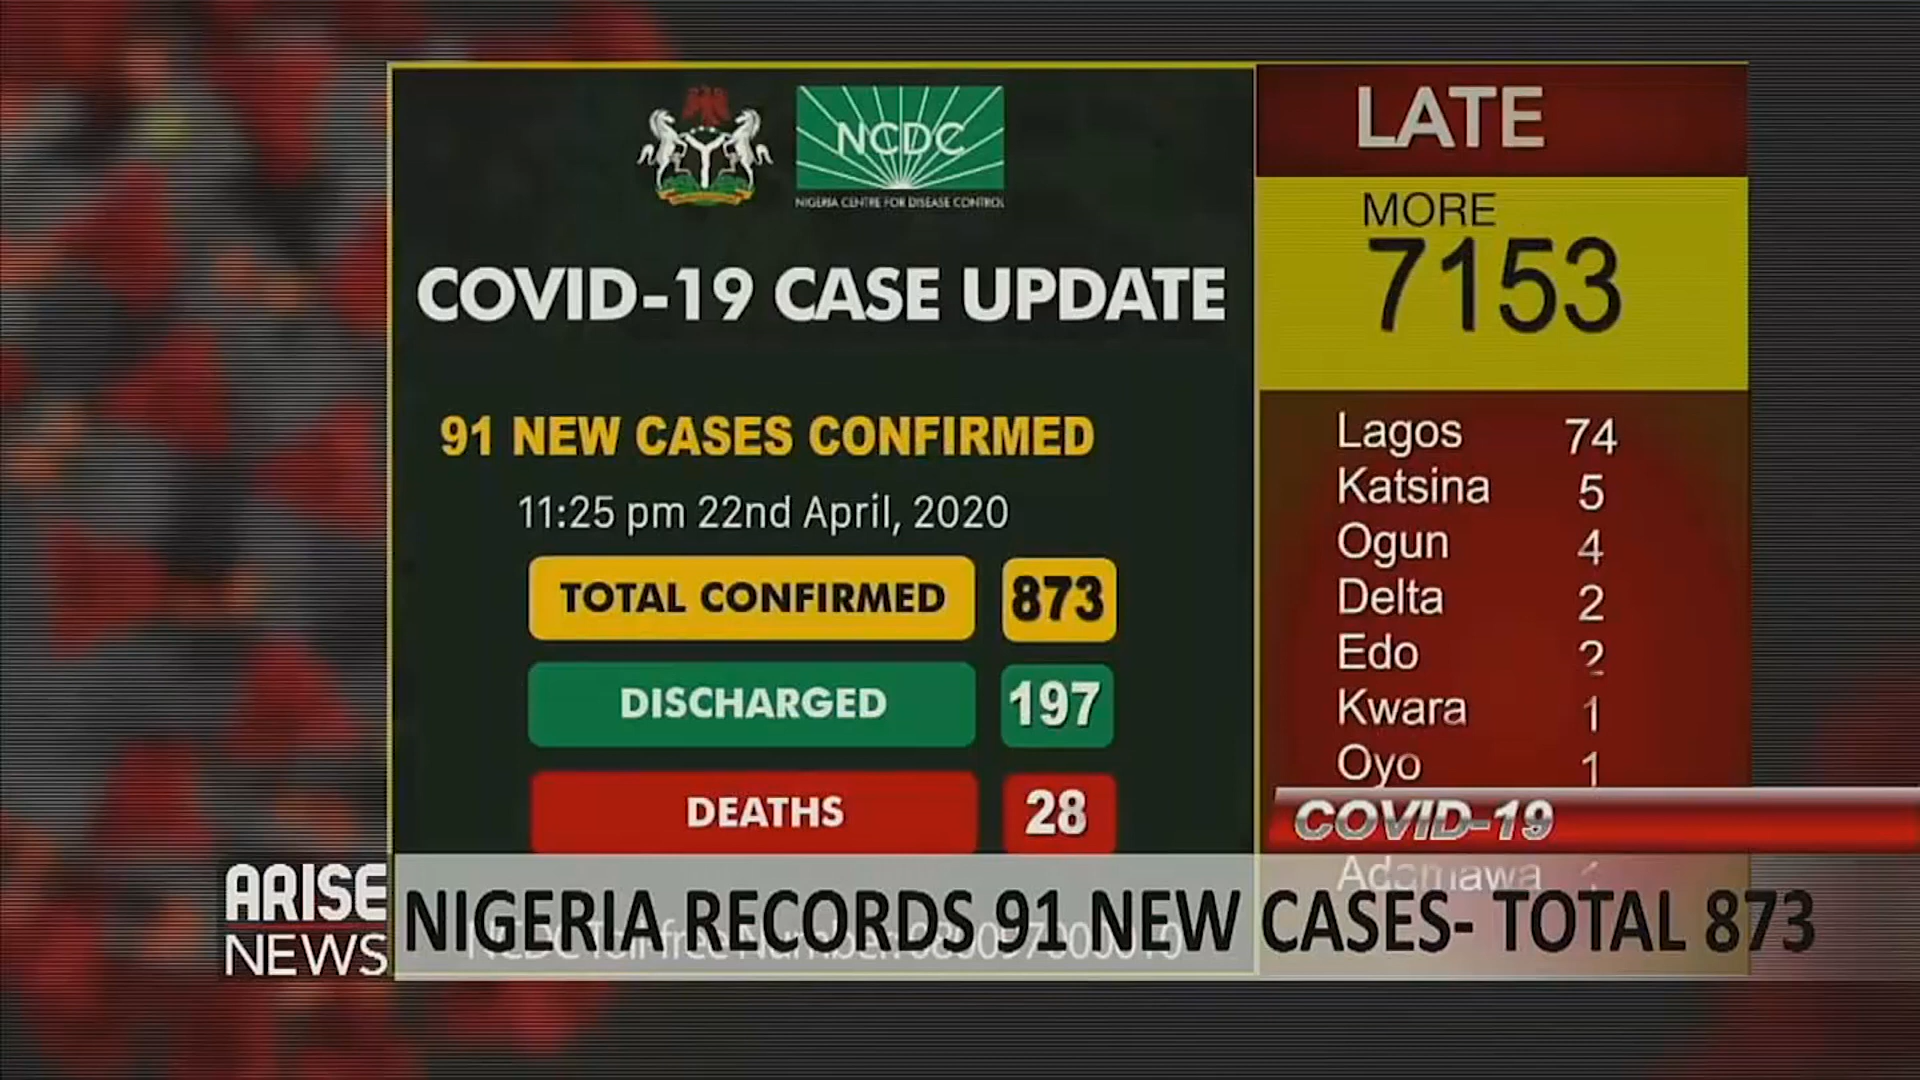 NCDC
NIGERIA CENTRE FOR DISEASE CONTROL
COVID-19 CASE UPDATE
91 NEW CASES CONFIRMED
11:25 pm 22nd April, 2020
TOTAL CONFIRMED 873
DISCHARGED 197
DEATHS 28
LATE
MORE
7153
Lagos 74
Katsina 5
Ogun 4
Delta 2
Edo 2
Kwara 1
Oyo 1
COVID-19
Adamawa
ARISE
NEWS
NIGERIA RECORDS 91 NEW CASES- TOTAL 873